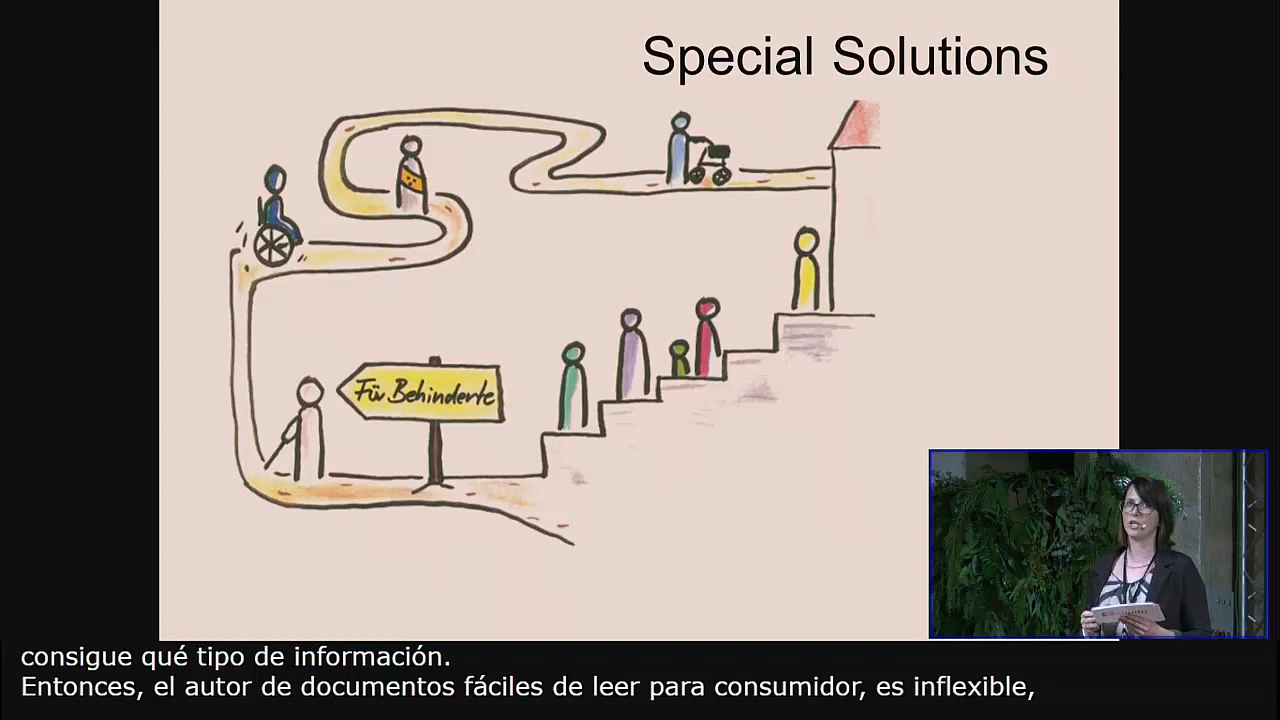 Special Solutions
Für Behinderte
consigue qué tipo de información.
Entonces, el autor de documentos fáciles de leer para consumidor, es inflexible,